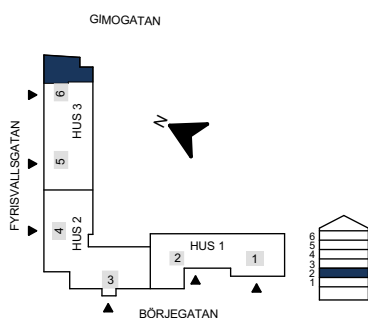 GIMOGATAN
N
FYRISVALLSGATAN
HUS 3
6
5
HUS 2
4
3
HUS 1
2
1
BÖRJEGATAN
6
5
4
3
2
1